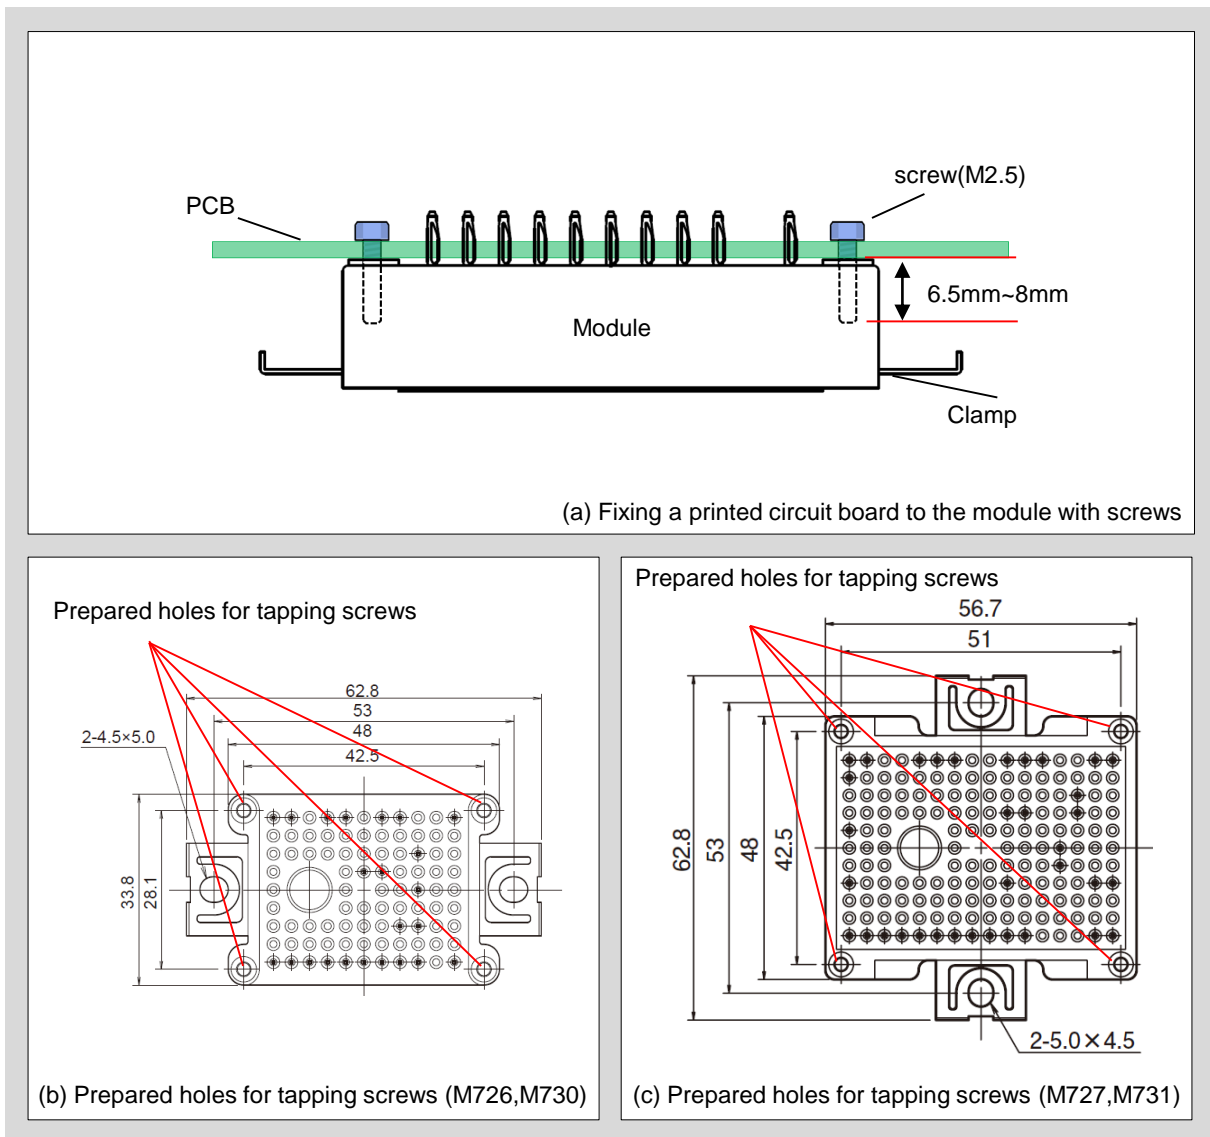 screw(M2.5)
PCB
6.5mm~8mm
Module
Clamp
(a) Fixing a printed circuit board to the module with screws
Prepared holes for tapping screws
62.8
53
2-4.5×5.0
48
42.5
33.8
28.1
(b) Prepared holes for tapping screws (M726,M730)
Prepared holes for tapping screws
56.7
51
62.8
53
48
42.5
2-5.0×4.5
(c) Prepared holes for tapping screws (M727,M731)